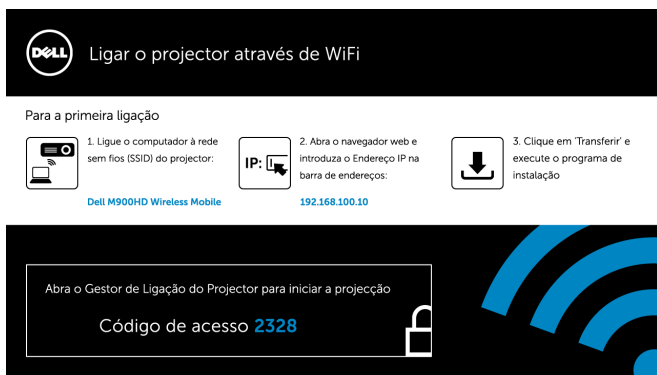 DELL
Ligar o projector através de WiFi
Para a primeira ligação
1. Ligue o computador à rede
sem fios (SSID) do projector:
Dell M900HD Wireless Mobile
IP:
2. Abra o navegador web e
introduza o Endereço IP na
barra de endereços:
192.168.100.10
3. Clique em 'Transferir' e
execute o programa de
instalação
Abra o Gestor de Ligação do Projector para iniciar a projecção
Código de acesso 2328